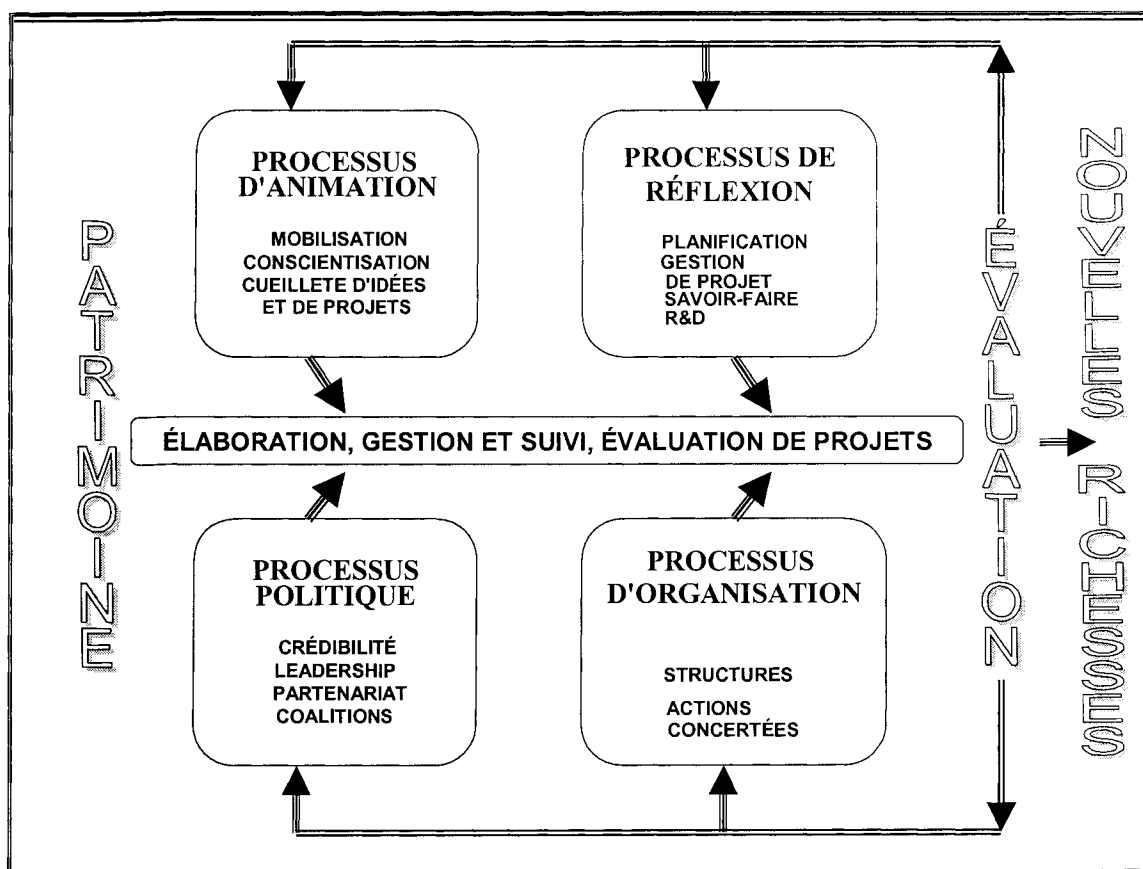 PATRIMOINE
PROCESSUS
D'ANIMATION
MOBILISATION
CONSCIENTISATION
CUEILLETE D'IDÉES
ET DE PROJETS
PROCESSUS DE
RÉFLEXION
PLANIFICATION
GESTION
DE PROJET
SAVOIR-FAIRE
R&D
ÉLABORATION, GESTION ET SUIVI, ÉVALUATION DE PROJETS
PROCESSUS
POLITIQUE
CRÉDIBILITÉ
LEADERSHIP
PARTENARIAT
COALITIONS
PROCESSUS
D'ORGANISATION
STRUCTURES
ACTIONS
CONCERTÉES
ÉVALUATION
NOUVELLES RICHESSES